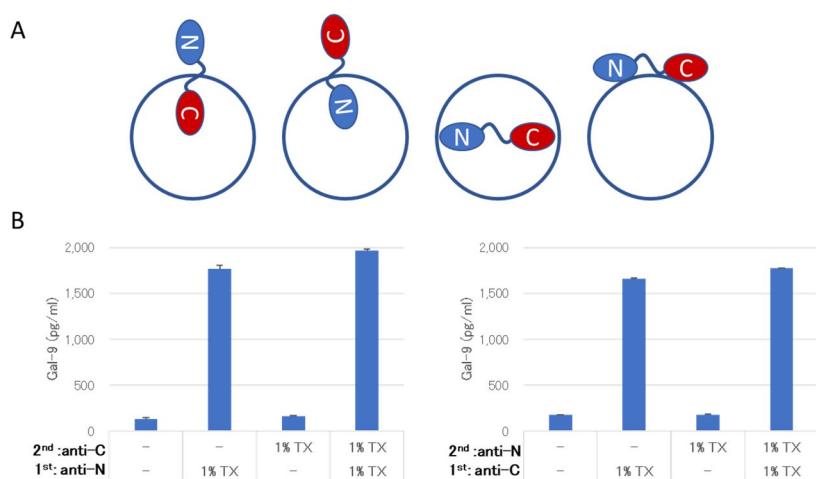 A
N C C N N C N C
B
2,000
1,500
1,000
500
0
Gal-9 (pg/ml)
2nd :anti-C – – 1% TX 1% TX
1st: anti-N – 1% TX – 1% TX
2,000
1,500
1,000
500
0
Gal-9 (pg/ml)
2nd :anti-N – – 1% TX 1% TX
1st: anti-C – 1% TX – 1% TX